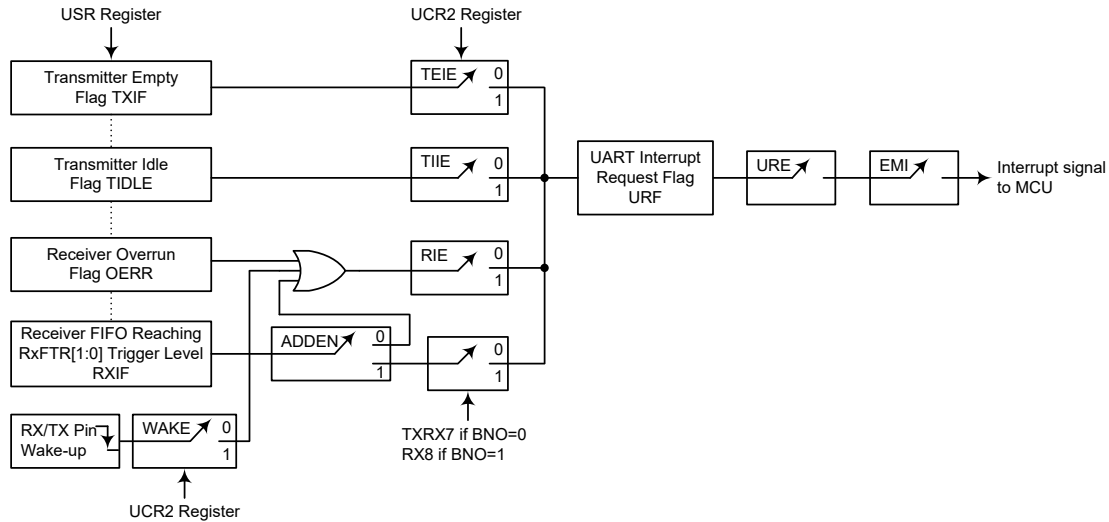 USR Register
UCR2 Register
Transmitter Empty
Flag TXIF
TEIE
0
1
Transmitter Idle
Flag TIDLE
TIIE
0
1
UART Interrupt
Request Flag
URF
URE
EMI
Interrupt signal
to MCU
Receiver Overrun
Flag OERR
RIE
0
1
Receiver FIFO Reaching
RxFTR[1:0] Trigger Level
RXIF
ADDEN
0
1
0
1
RX/TX Pin
Wake-up
WAKE
0
1
TXRX7 if BNO=0
RX8 if BNO=1
UCR2 Register